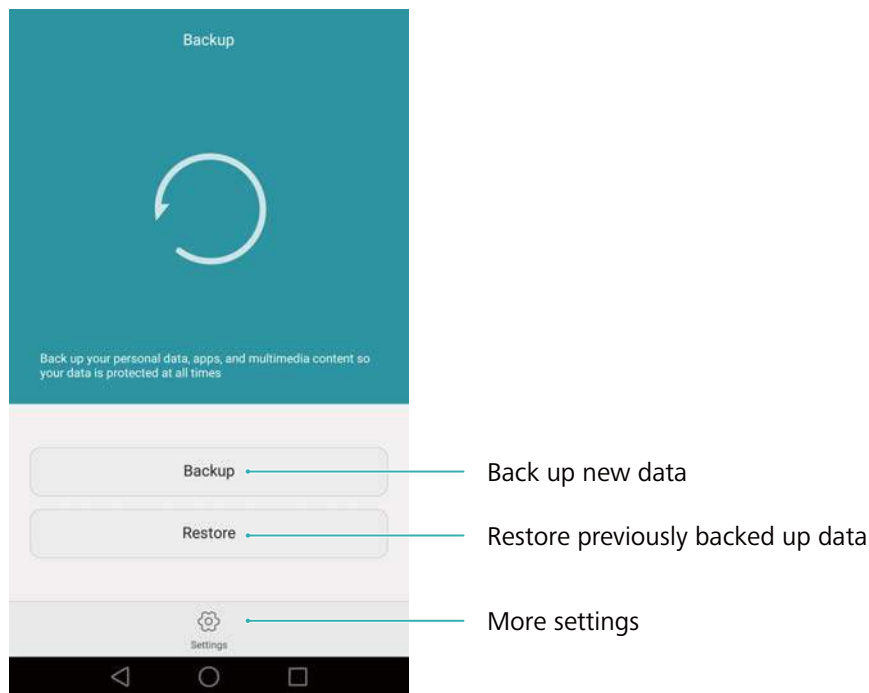 Backup
Back up your personal data, apps, and multimedia content so
your data is protected at all times
Backup
Back up new data
Restore
Restore previously backed up data
More settings
Settings